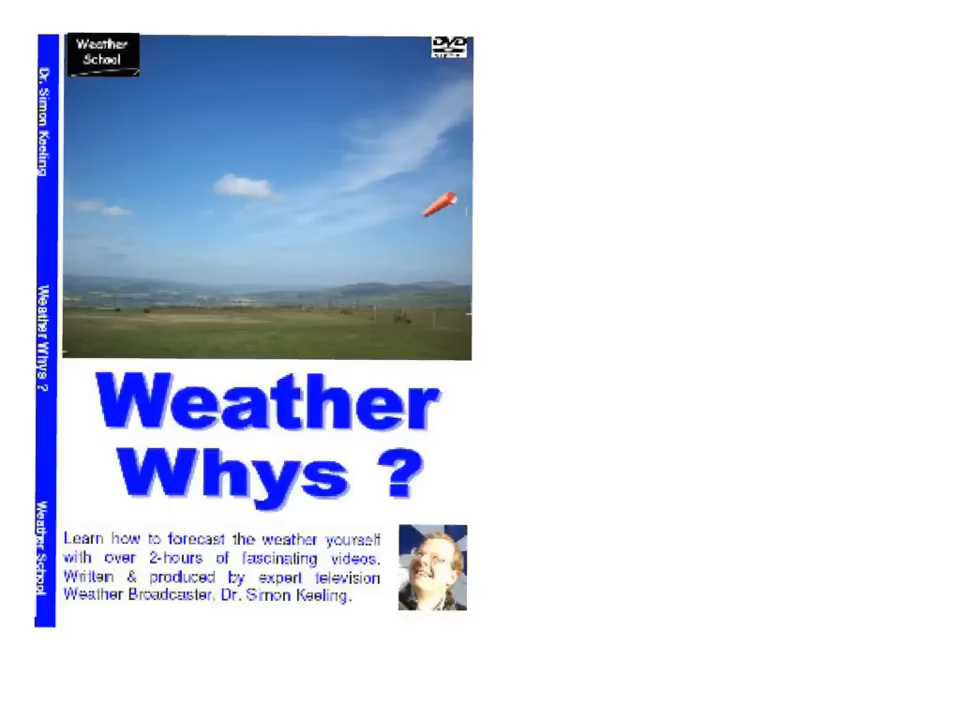 Weather
School
DVD
Dr. Simon Keeling
Weather Whys ?
Weather School
Weather
Whys ?
Learn how to forecast the weather yourself
with over 2-hours of fascinating videos.
Written & produced by expert television
Weather Broadcaster, Dr. Simon Keeling.